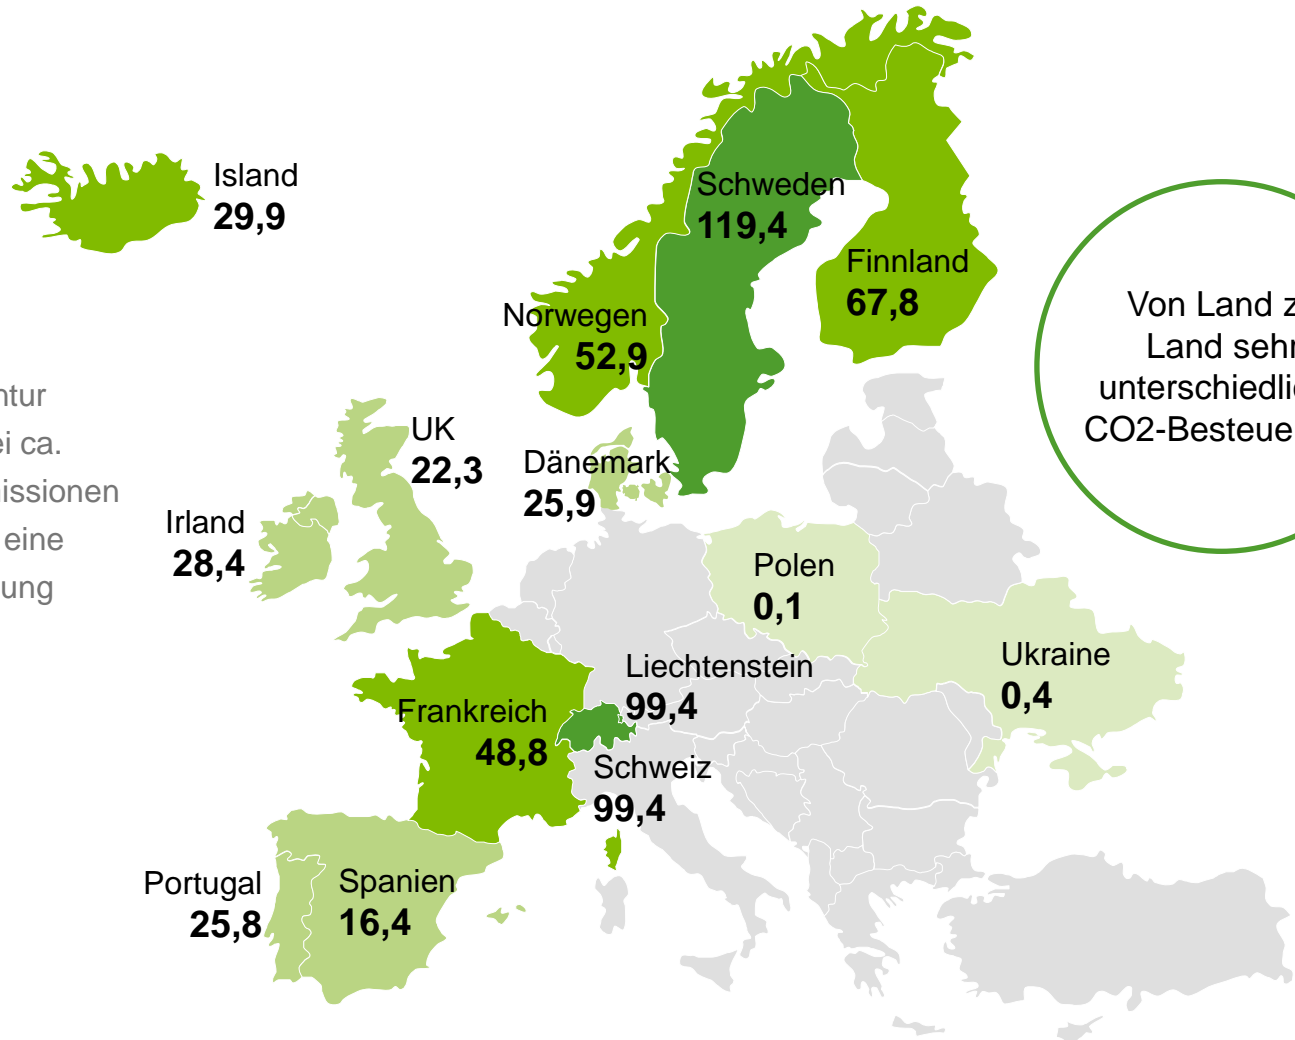 Island
29,9
Schweden
119,4
Finnland
67,8
Norwegen
52,9
Von Land z
Land sehr
unterschiedlic
CO2-Besteue
ntur
ei ca.
nissionen
eine
ung
UK
22,3
Dänemark
25,9
Irland
28,4
Polen
0,1
Ukraine
0,4
Liechtenstein
99,4
Frankreich
48,8
Schweiz
99,4
Portugal
25,8
Spanien
16,4